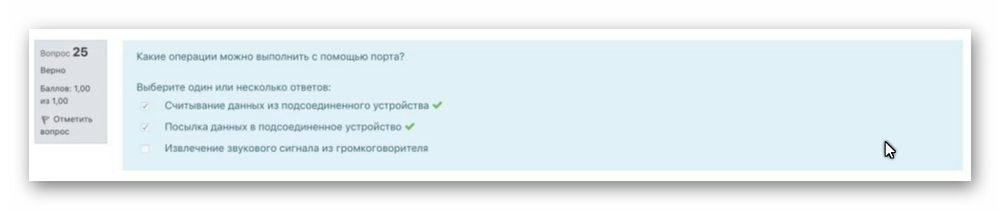 Вопрос 25
Верно
Баллов: 1,00
из 1,00
Отметить
вопрос
Какие операции можно выполнить с помощью порта?
Выберите один или несколько ответов:
Считывание данных из подсоединенного устройства
Посылка данных в подсоединенное устройство
Извлечение звукового сигнала из громкоговорителя